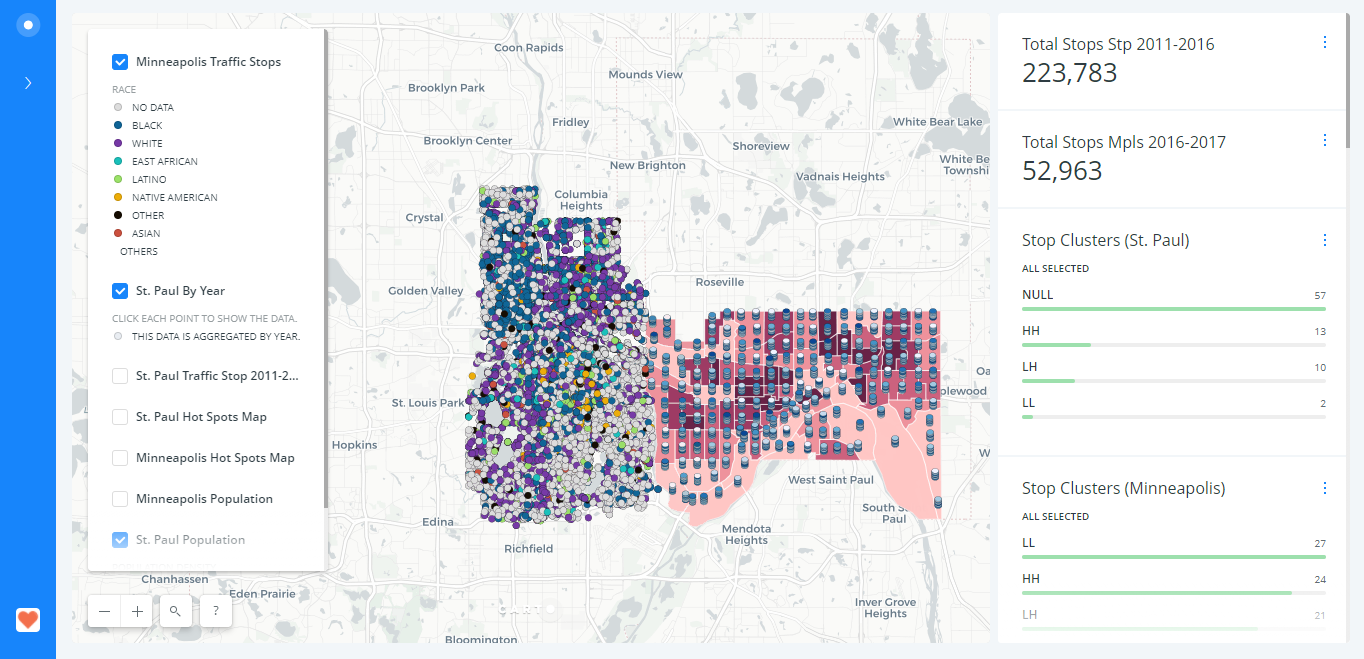 Minneapolis Traffic Stops
RACE
NO DATA
BLACK
WHITE
EAST AFRICAN
LATINO
NATIVE AMERICAN
OTHER
ASIAN
OTHERS
St. Paul By Year
CLICK EACH POINT TO SHOW THE DATA.
THIS DATA IS AGGREGATED BY YEAR.
St. Paul Traffic Stop 2011-2...
St. Paul Hot Spots Map
Minneapolis Hot Spots Map
Minneapolis Population
St. Paul Population
?
Coon Rapids
Mounds View
Brooklyn Park
Fridley
White Bear Lake
Brooklyn Center
Shoreview
New Brighton
White Be
Townshi
Vadnais Heights
Columbia
Heights
Crystal
Roseville
Golden Valley
Oa
plewood
St. Louis Park
Hopkins
W
West Saint Paul
South S
Paul
Edina
Mendota
Heights
Richfield
Chanhassen
Eden Prairie
CARTO
Inver Grove
Heights
Bloomington
Total Stops Stp 2011-2016
223,783
Total Stops Mpls 2016-2017
52,963
Stop Clusters (St. Paul)
ALL SELECTED
NULL 57
HH 13
LH 10
LL 2
Stop Clusters (Minneapolis)
ALL SELECTED
LL 27
HH 24
LH 21